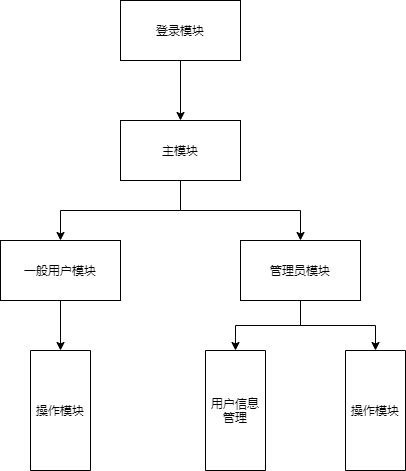 登录模块
主模块
一般用户模块
管理员模块
操作模块
用户信息
管理
操作模块